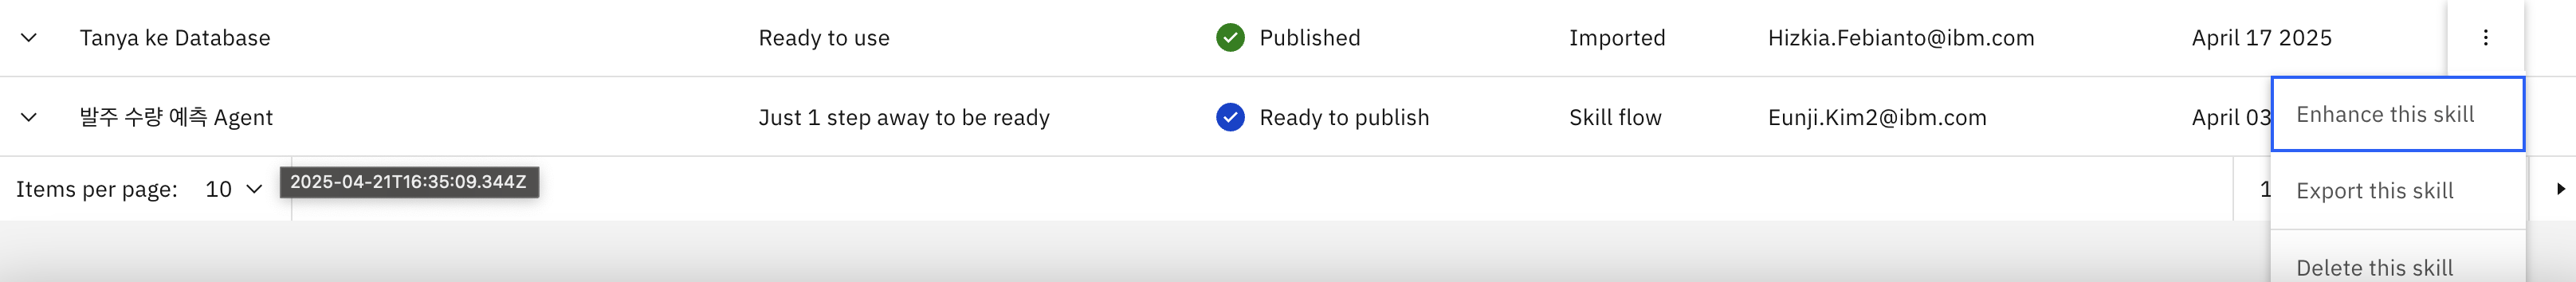 Tanya ke Database Ready to use Published Imported Hizkia.Febianto@ibm.com April 17 2025
발주 수량 예측 Agent Just 1 step away to be ready Ready to publish Skill flow Eunji.Kim2@ibm.com April 03
Enhance this skill
Items per page: 10 2025-04-21T16:35:09.344Z 1
Export this skill
Delete this skill